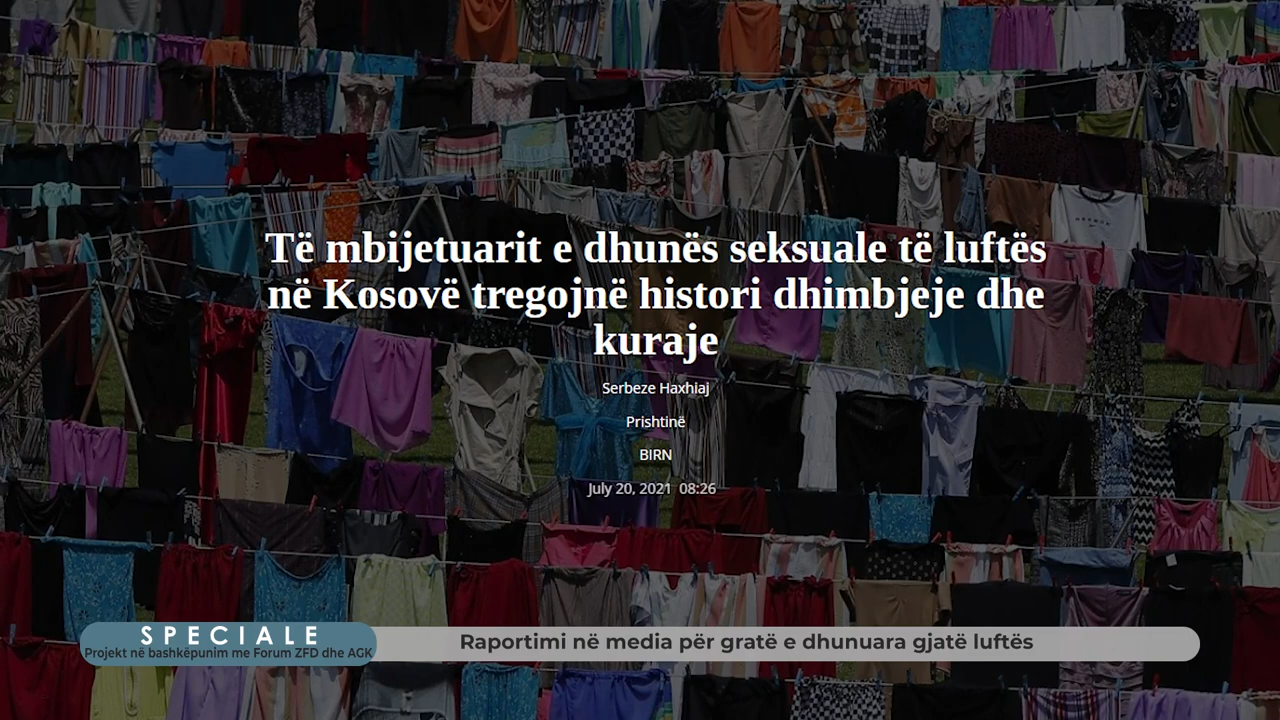 Të mbijetuarit e dhunës seksuale të luftës
në Kosovë tregojnë histori dhimbjeje dhe
kuraje
Serbeze Haxhiaj
Prishtinë
BIRN
July 20, 2021 08:26
SPECIALE
Projekt në bashkëpunim me Forum ZFD dhe AGK
Raportimi në media për gratë e dhunuara gjatë luftës